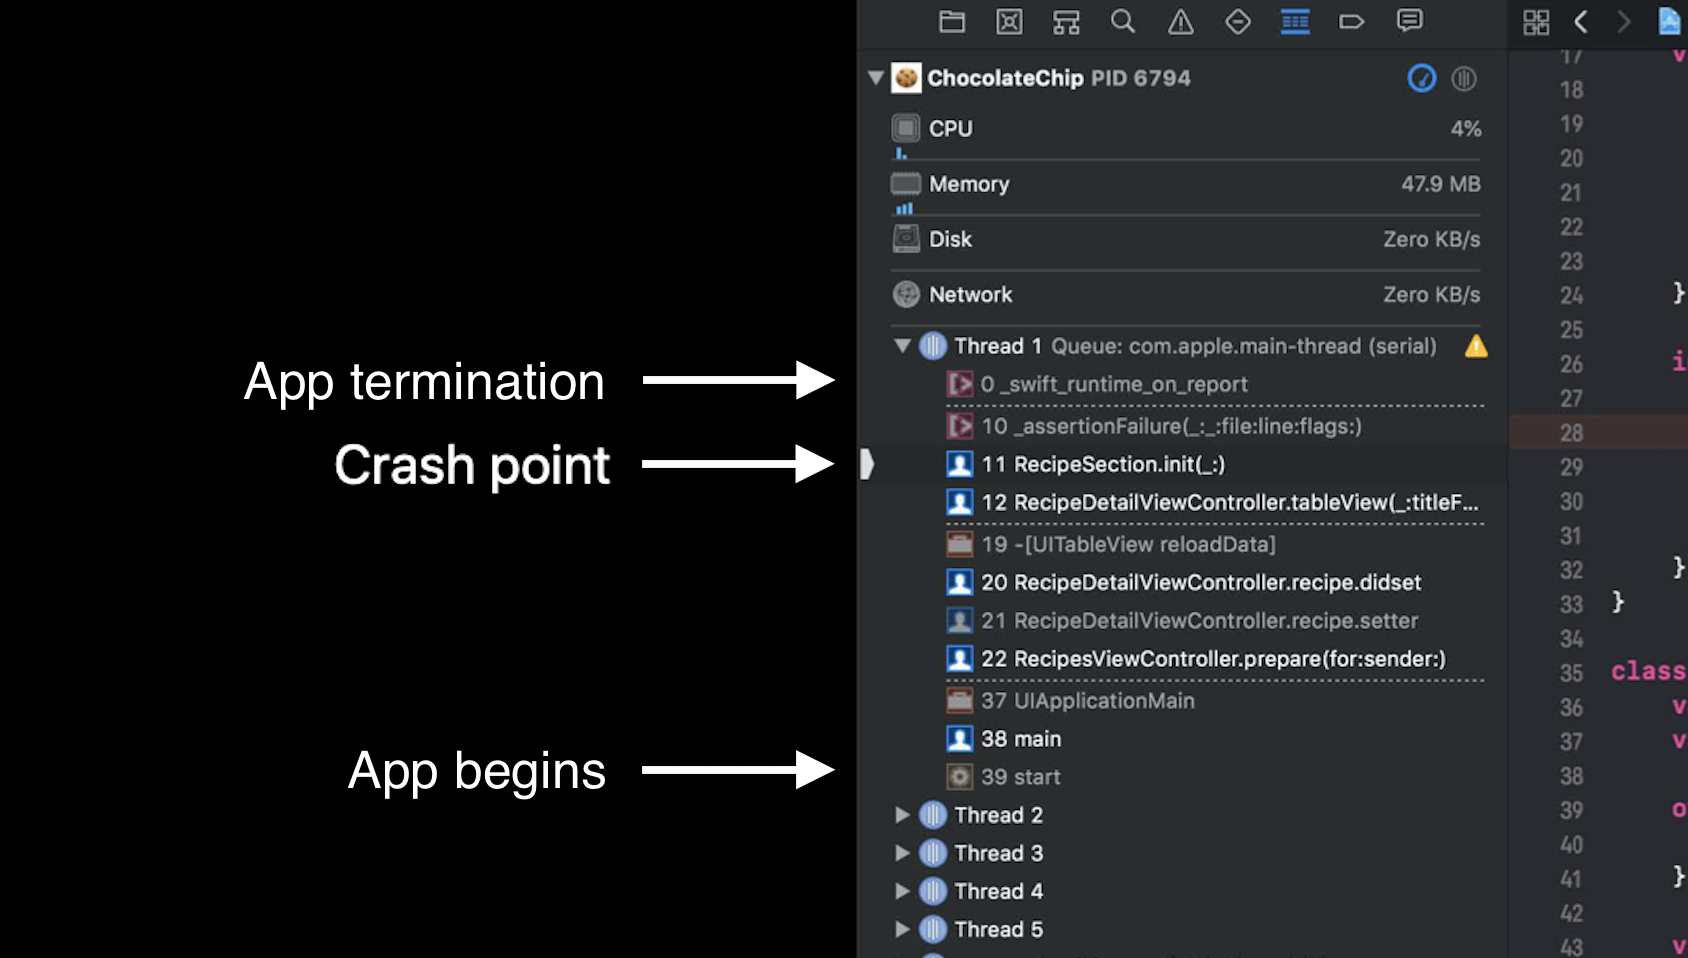 ChocolateChip PID 6794
CPU 4%
Memory 47.9 MB
Disk Zero KB/s
Network Zero KB/s
Thread 1 Queue: com.apple.main-thread (serial)
App termination
0 _swift_runtime_on_report
10 _assertionFailure(_:_:file:line:flags:)
Crash point
11 RecipeSection.init(_:)
12 RecipeDetailViewController.tableView(_:titleF...
19 -[UITableView reloadData]
20 RecipeDetailViewController.recipe.didset
21 RecipeDetailViewController.recipe.setter
22 RecipesViewController.prepare(for:sender:)
37 UIApplicationMain
38 main
App begins
39 start
Thread 2
Thread 3
Thread 4
Thread 5
17 v
18
19
20
21
22
23
24 }
25
26 i
27
28
29
30
31
32 }
33 }
34
35 class
36 v
37 v
38
39 o
40
41 }
42
43 v